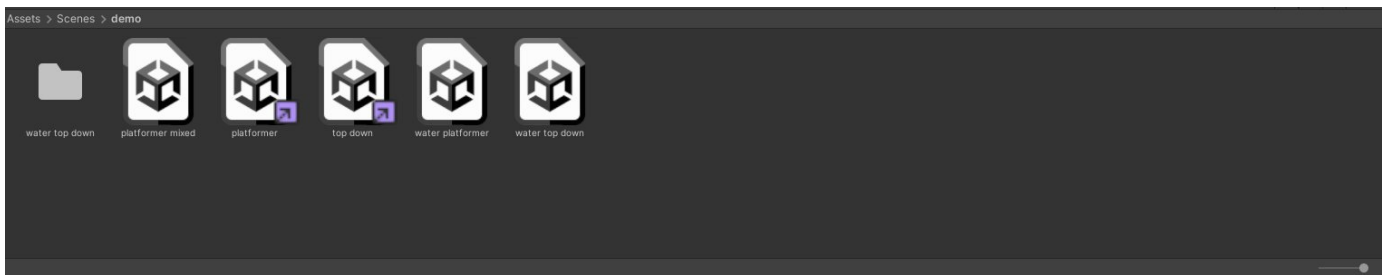 Assets > Scenes > demo
water top down
platformer mixed
platformer
top down
water platformer
water top down